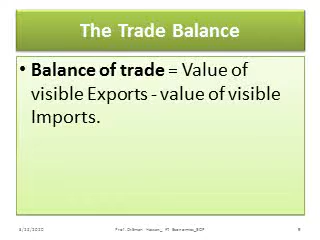 The Trade Balance
• Balance of trade = Value of
visible Exports - value of visible
Imports.